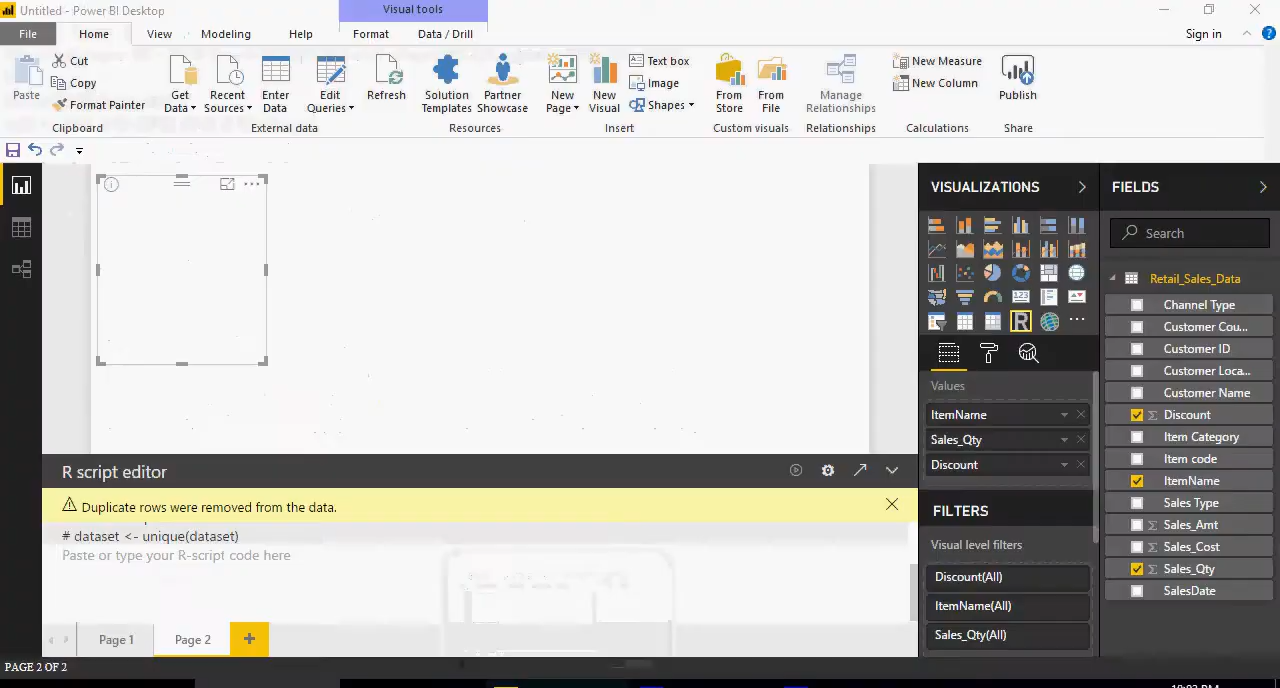 Untitled - Power BI Desktop
Visual tools
File
Home
View
Modeling
Help
Format
Data / Drill
Sign in
Paste
Cut
Copy
Format Painter
Clipboard
Get Data
Recent Sources
Enter Data
Edit Queries
Refresh
External data
Solution Templates
Partner Showcase
Resources
New Page
New Visual
Text box
Image
Shapes
Insert
From Store
From File
Custom visuals
Manage Relationships
Relationships
New Measure
New Column
Calculations
Publish
Share
VISUALIZATIONS
123
R
Values
ItemName
Sales_Qty
Discount
FILTERS
Visual level filters
Discount(All)
ItemName(All)
Sales_Qty(All)
FIELDS
Search
Retail_Sales_Data
Channel Type
Customer Cou...
Customer ID
Customer Loca...
Customer Name
Discount
Item Category
Item code
ItemName
Sales Type
Sales_Amt
Sales_Cost
Sales_Qty
SalesDate
R script editor
Duplicate rows were removed from the data.
# dataset <- unique(dataset)
Paste or type your R-script code here
Page 1
Page 2
+
PAGE 2 OF 2